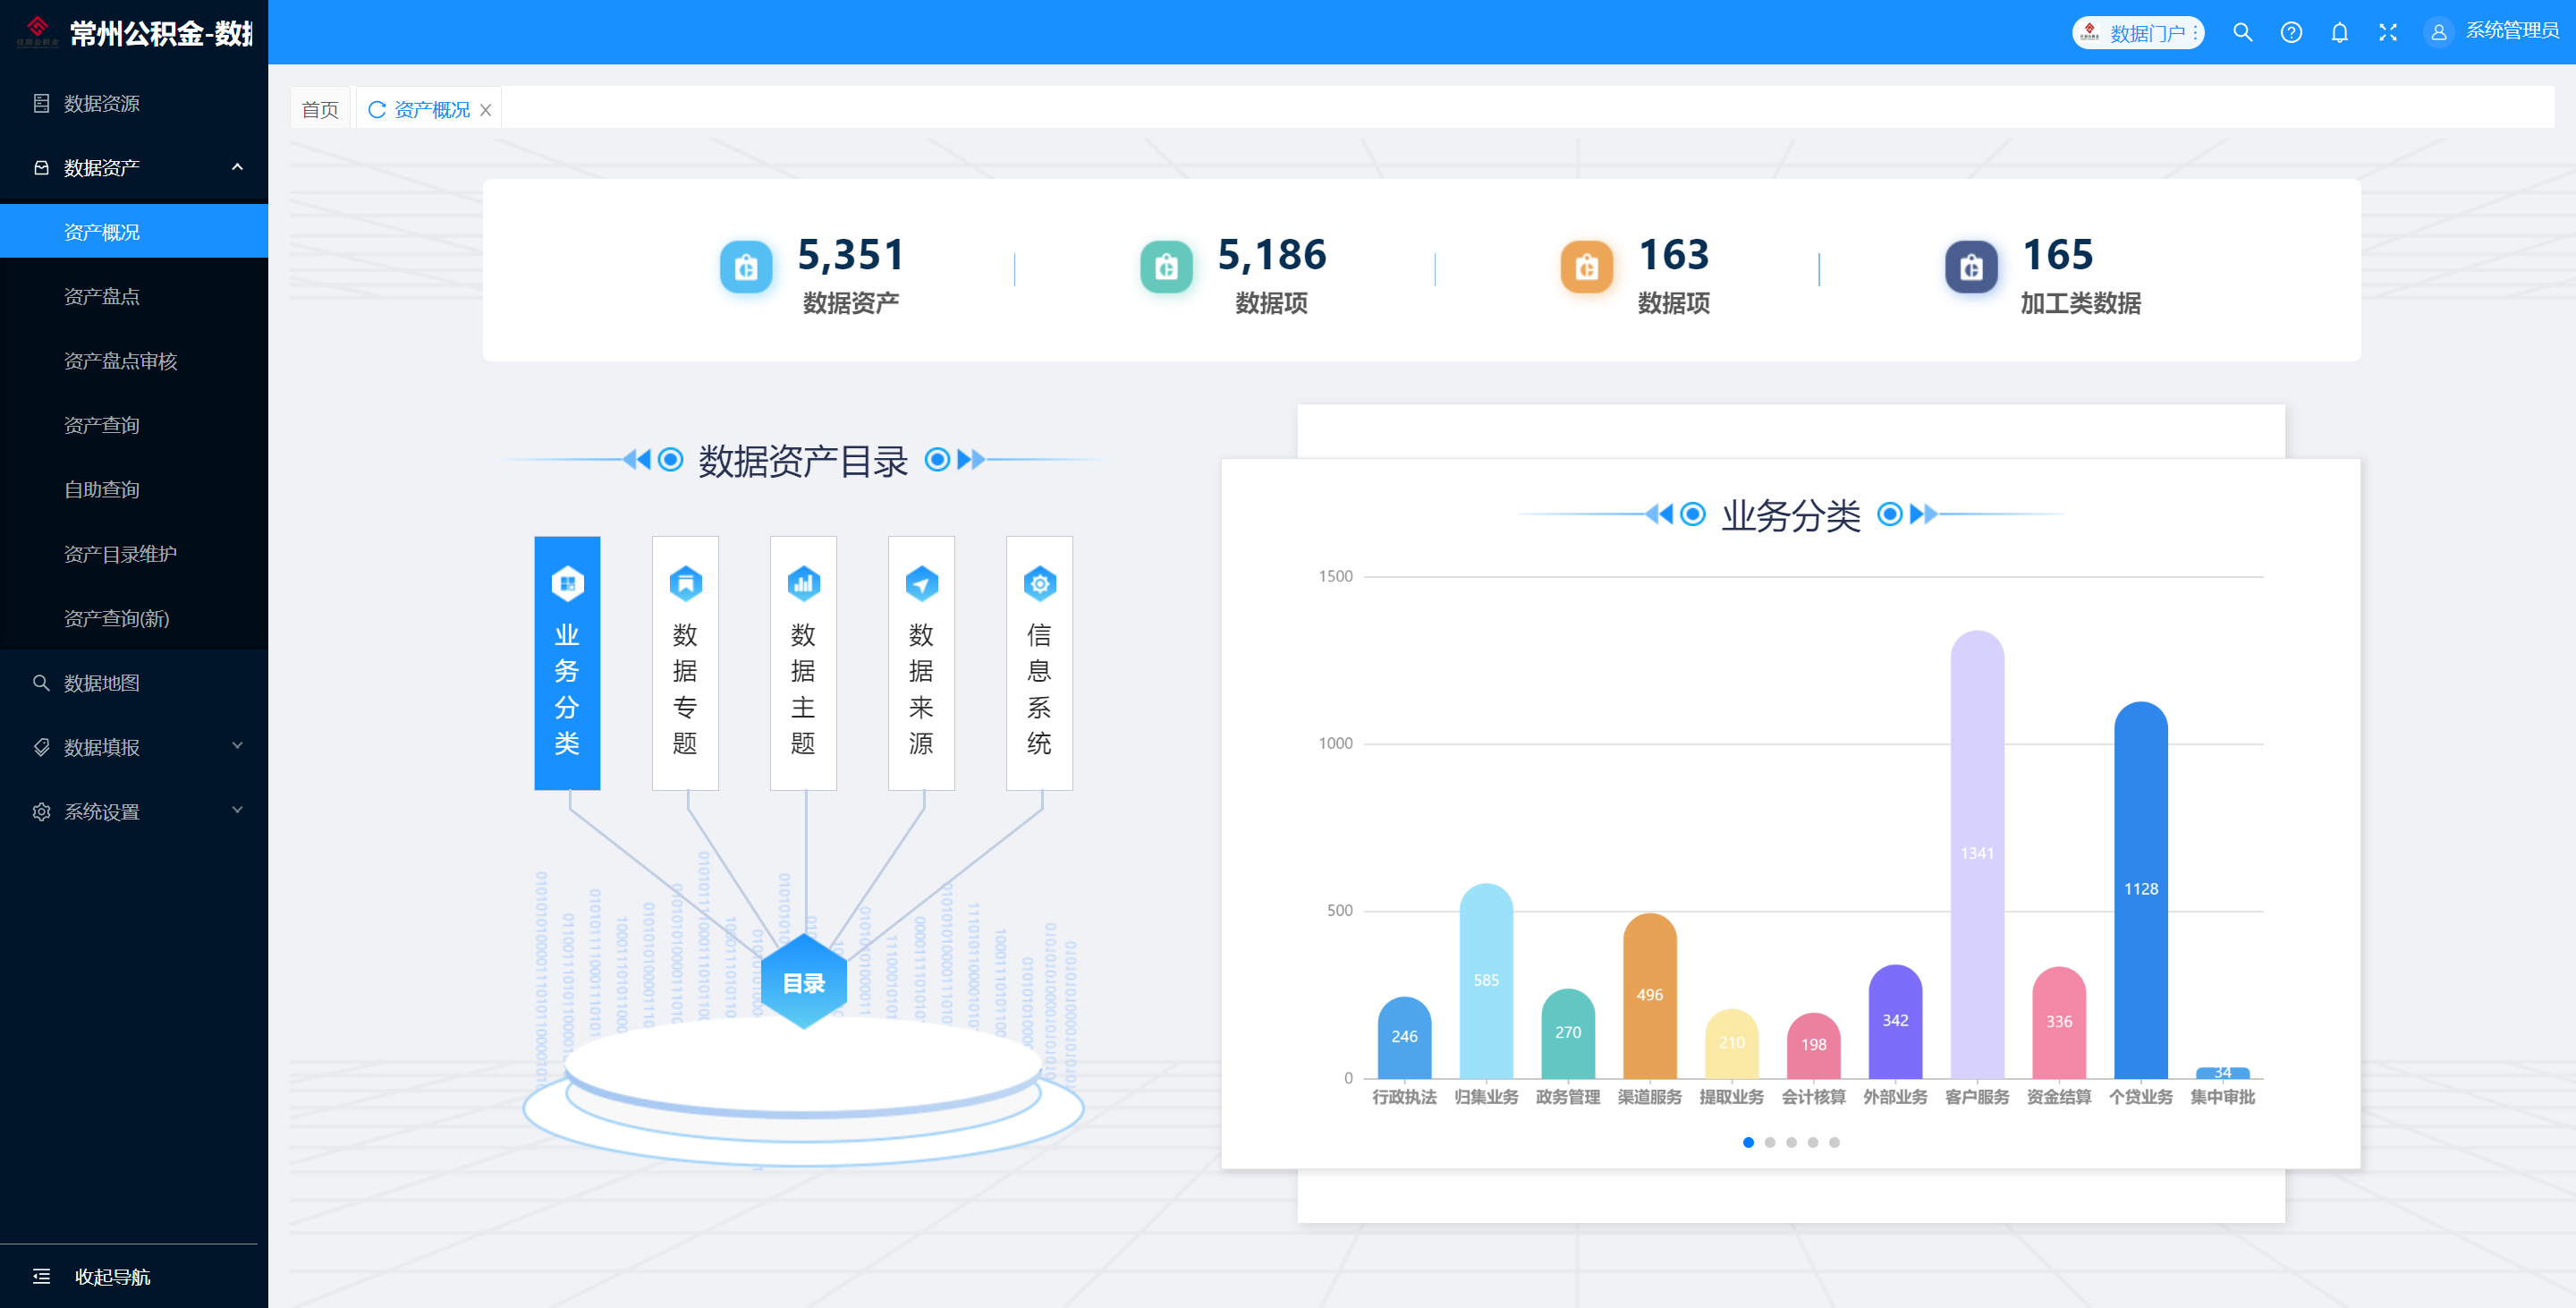 常州公积金-数据
数据门户
系统管理员
数据资源
数据资产
资产概况
资产盘点
资产盘点审核
资产查询
自助查询
资产目录维护
资产查询(新)
数据地图
数据填报
系统设置
收起导航
首页
资产概况
5,351
数据资产
5,186
数据项
163
数据项
165
加工类数据
数据资产目录
业务分类
数据专题
数据主题
数据来源
信息系统
目录
业务分类
1500
1000
500
0
246
585
270
496
210
198
342
1341
336
1128
34
行政执法 归集业务 政务管理 渠道服务 提取业务 会计核算 外部业务 客户服务 资金结算 个贷业务 集中审批